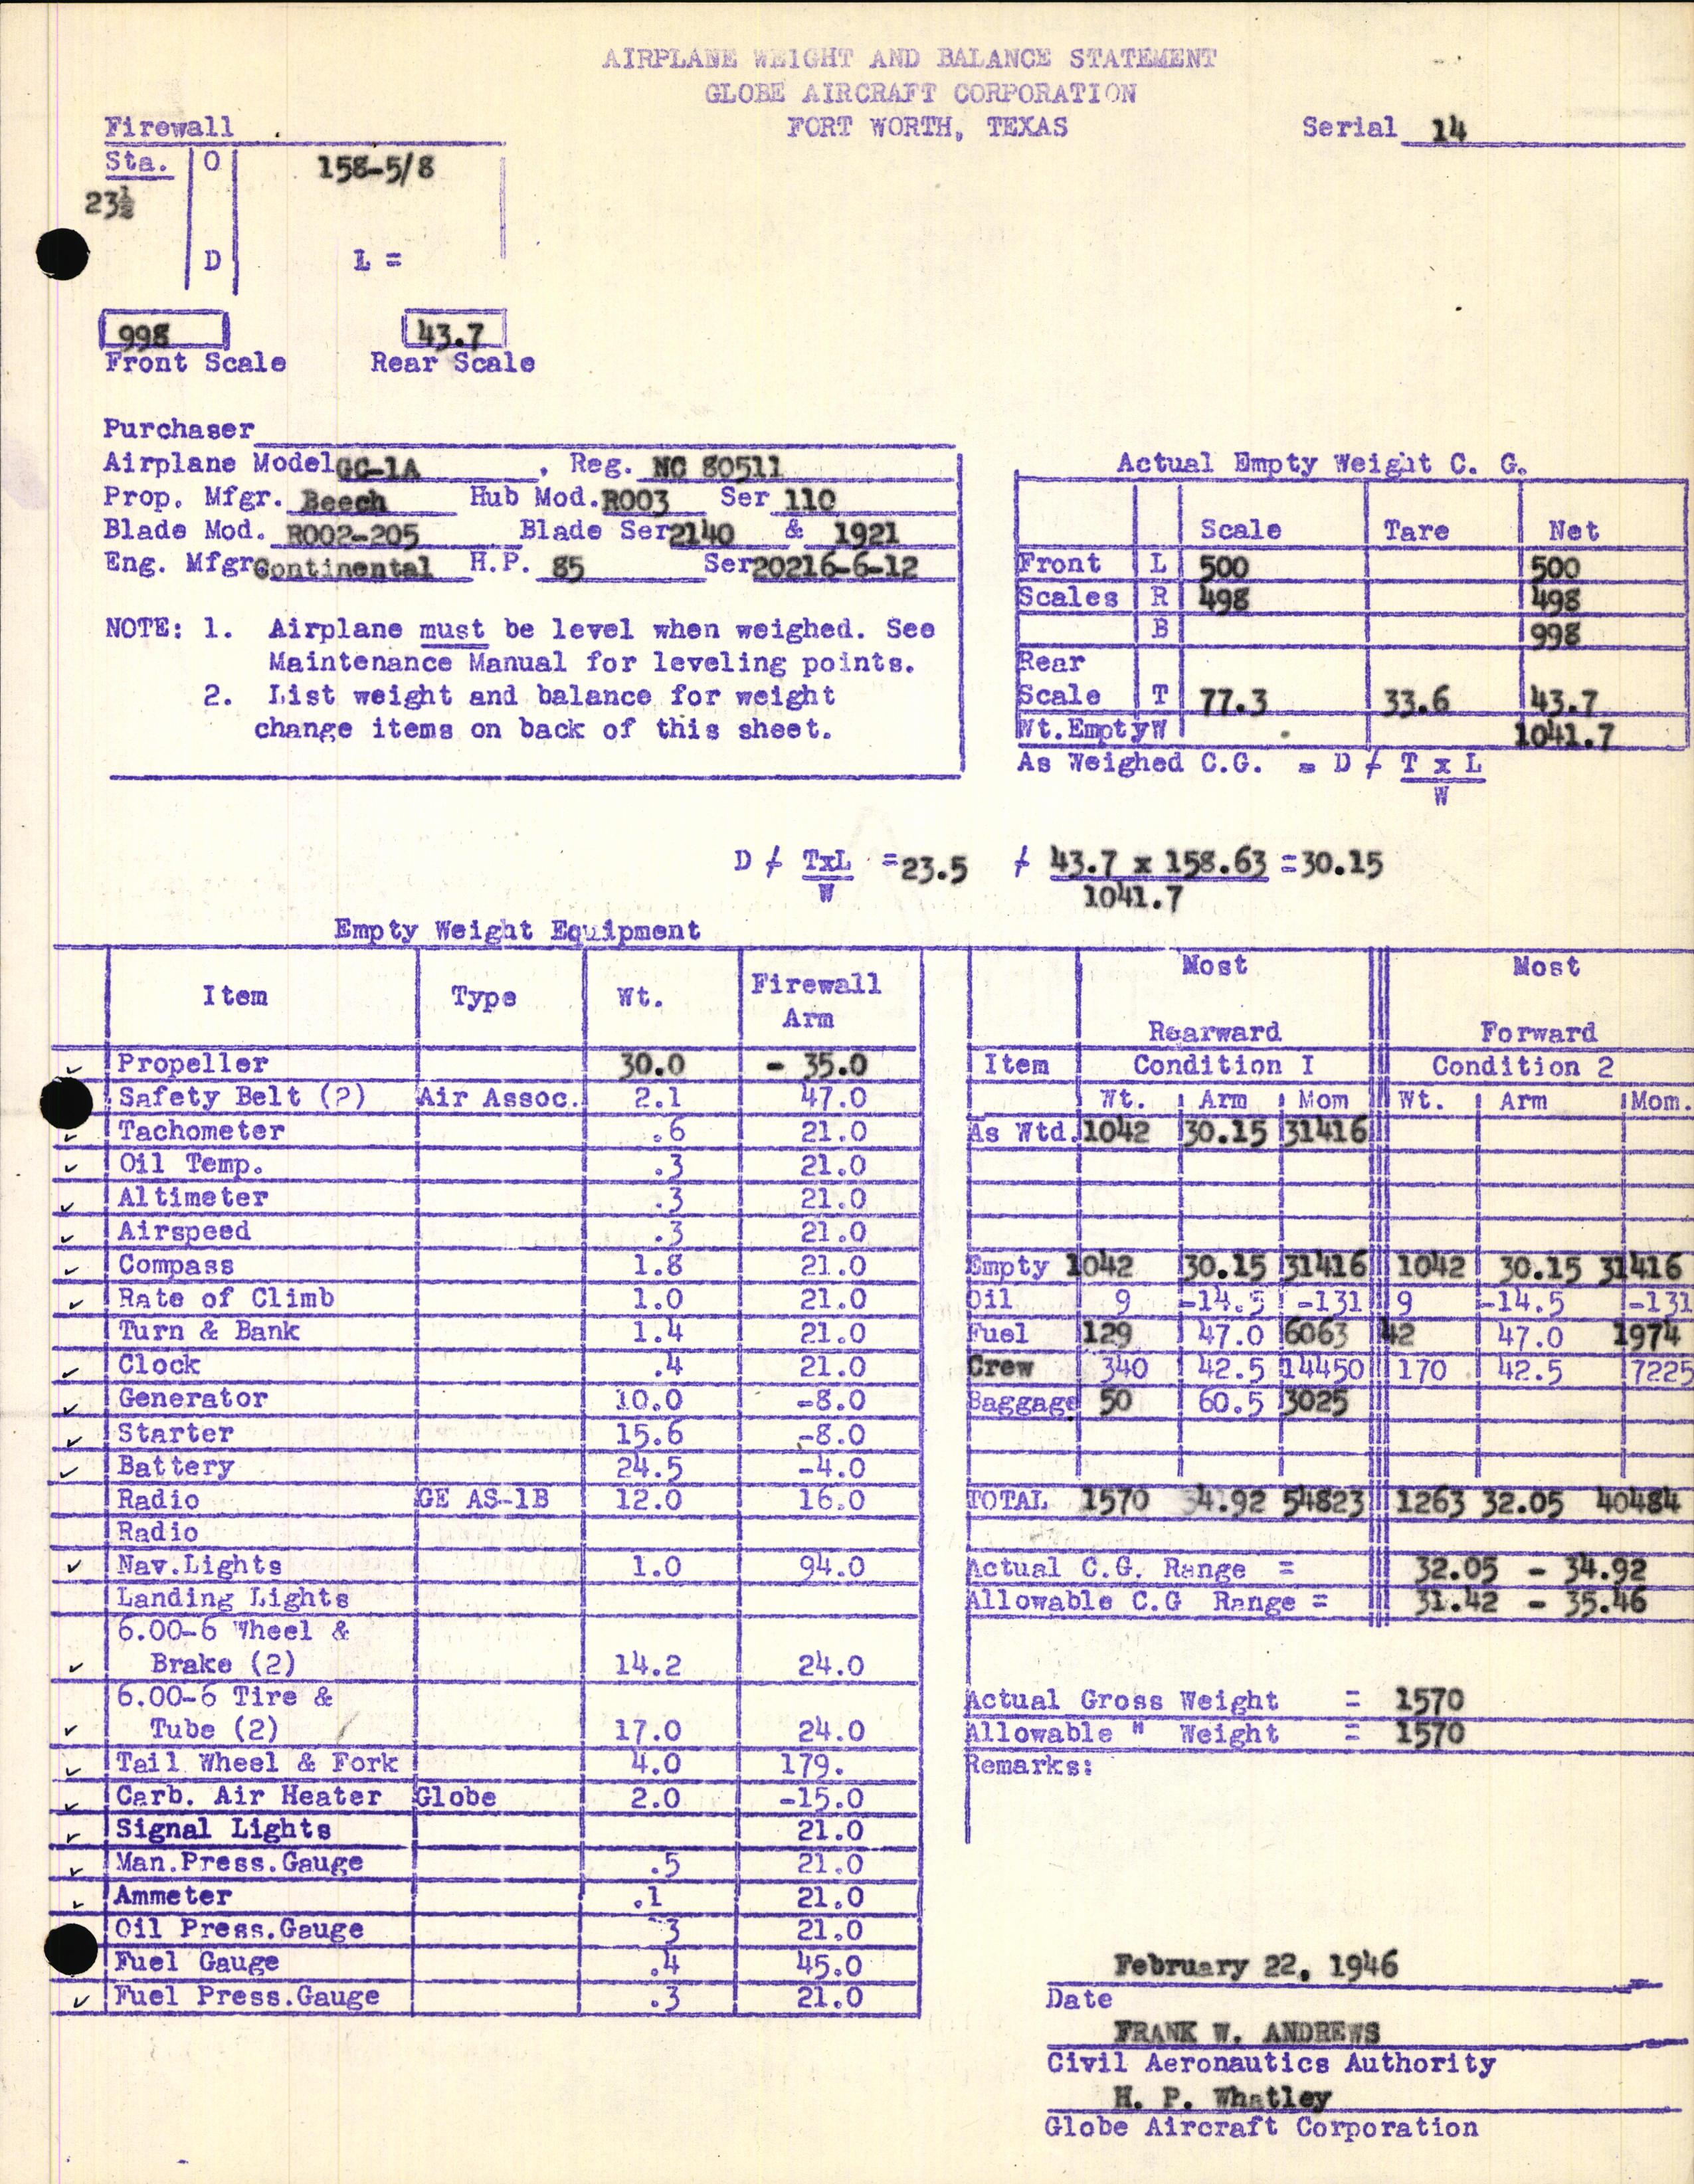 AIRPLANE WEIGHT AND BALANCE STATEMENT
GLOBE AIRCRAFT CORPORATION
FORT WORTH, TEXAS
Serial 14
Firewall
Sta. O 158-5/8
23½
D L =
998 43.7
Front Scale Rear Scale
Purchaser
Airplane Model GC-1A , Reg. NC 80511
Prop. Mfgr. Beech Hub Mod. R003 Ser 110
Blade Mod. R002-205 Blade Ser 2140 & 1921
Eng. Mfgr Continental H.P. 85 Ser 20216-6-12
NOTE: 1. Airplane must be level when weighed. See
Maintenance Manual for leveling points.
2. List weight and balance for weight
change items on back of this sheet.
Actual Empty Weight C. G.
Scale Tare Net
Front L 500 500
Scales R 498 498
B 998
Rear
Scale T 77.3 33.6 43.7
Wt.Empty W 1041.7
As Weighed C.G. = D ≠ T x L
W
D ≠ TxL = 23.5 ≠ 43.7 x 158.63 = 30.15
W 1041.7
Empty Weight Equipment
Item Type Wt. Firewall
Arm
Propeller 30.0 - 35.0
Safety Belt (2) Air Assoc. 2.1 47.0
Tachometer .6 21.0
Oil Temp. .3 21.0
Altimeter .3 21.0
Airspeed .3 21.0
Compass 1.8 21.0
Rate of Climb 1.0 21.0
Turn & Bank 1.4 21.0
Clock .4 21.0
Generator 10.0 -8.0
Starter 15.6 -8.0
Battery 24.5 -4.0
Radio GE AS-1B 12.0 16.0
Radio
Nav.Lights 1.0 94.0
Landing Lights
6.00-6 Wheel &
Brake (2) 14.2 24.0
6.00-6 Tire &
Tube (2) 17.0 24.0
Tail Wheel & Fork 4.0 179.
Carb. Air Heater Globe 2.0 -15.0
Signal Lights 21.0
Man.Press.Gauge .5 21.0
Ammeter .1 21.0
Oil Press.Gauge .3 21.0
Fuel Gauge .4 45.0
Fuel Press.Gauge .3 21.0
Most Most
Rearward Forward
Item Condition I Condition 2
Wt. Arm Mom Wt. Arm Mom.
As Wtd. 1042 30.15 31416
Empty 1042 30.15 31416 1042 30.15 31416
Oil 9 -14.5 -131 9 -14.5 -131
Fuel 129 47.0 6063 42 47.0 1974
Crew 340 42.5 14450 170 42.5 7225
Baggage 50 60.5 3025
TOTAL 1570 34.92 54823 1263 32.05 40484
Actual C.G. Range = 32.05 - 34.92
Allowable C.G Range = 31.42 - 35.46
Actual Gross Weight = 1570
Allowable " Weight = 1570
Remarks:
February 22, 1946
Date
FRANK W. ANDREWS
Civil Aeronautics Authority
H. P. Whatley
Globe Aircraft Corporation